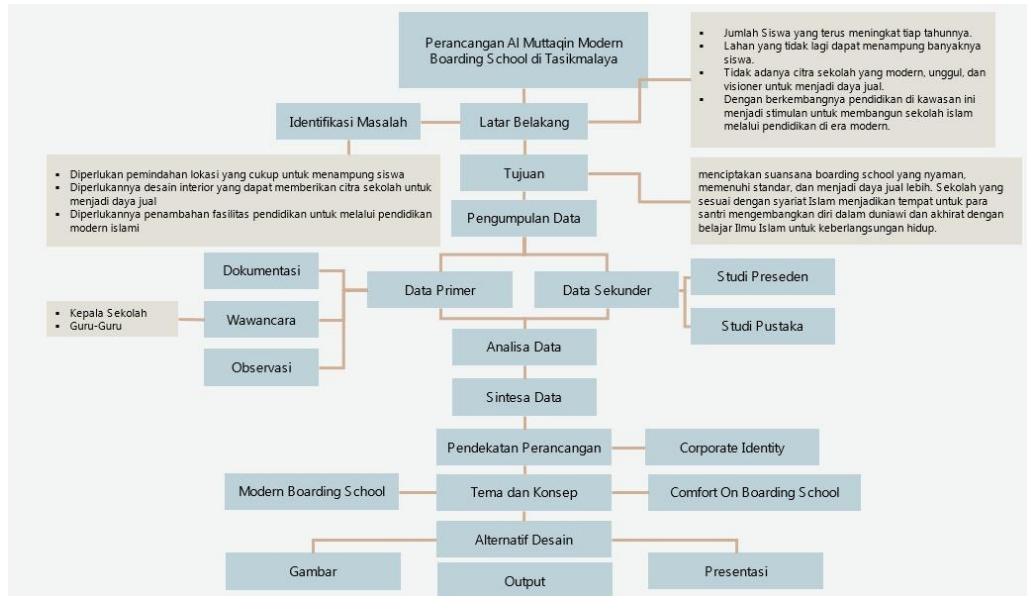 Perancangan Al Muttaqin Modern
Boarding School di Tasikmalaya
▪ Jumlah Siswa yang terus meningkat tiap tahunnya.
▪ Lahan yang tidak lagi dapat menampung banyaknya
siswa.
▪ Tidak adanya citra sekolah yang modern, unggul, dan
visioner untuk menjadi daya jual.
▪ Dengan berkembangnya pendidikan di kawasan ini
menjadi stimulan untuk membangun sekolah islam
melalui pendidikan di era modern.
Identifikasi Masalah
Latar Belakang
▪ Diperlukan pemindahan lokasi yang cukup untuk menampung siswa
▪ Diperlukannya desain interior yang dapat memberikan citra sekolah untuk
menjadi daya jual
▪ Diperlukannya penambahan fasilitas pendidikan untuk melalui pendidikan
modern islami
Tujuan
menciptakan suansana boarding school yang nyaman,
memenuhi standar, dan menjadi daya jual lebih. Sekolah yang
sesuai dengan syariat Islam menjadikan tempat untuk para
santri mengembangkan diri dalam duniawi dan akhirat dengan
belajar Ilmu Islam untuk keberlangsungan hidup.
Pengumpulan Data
Dokumentasi
Data Primer
Data Sekunder
Studi Preseden
▪ Kepala Sekolah
▪ Guru-Guru
Wawancara
Studi Pustaka
Observasi
Analisa Data
Sintesa Data
Pendekatan Perancangan
Corporate Identity
Modern Boarding School
Tema dan Konsep
Comfort On Boarding School
Alternatif Desain
Gambar
Output
Presentasi